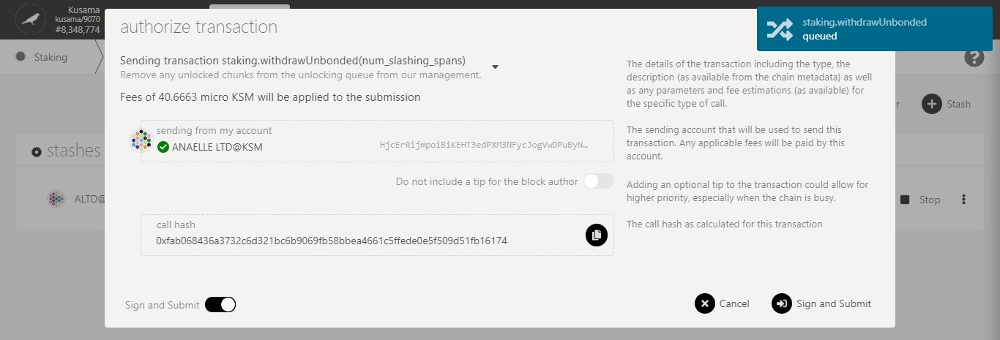 Kusama
kusama/9070
#8,348,774
Staking
authorize transaction
staking.withdrawUnbonded
queued
Sending transaction staking.withdrawUnbonded(num_slashing_spans)
Remove any unlocked chunks from the unlocking queue from our management.
Fees of 40.6663 micro KSM will be applied to the submission
The details of the transaction including the type, the
description (as available from the chain metadata) as well
as any parameters and fee estimations (as available) for
the specific type of call.
?
r
Stash
sending from my account
ANAELLE LTD@KSM
HjcErRijmpoiBiKEHT3edPXM3NFycJogVwDPuByN…
The sending account that will be used to send this
transaction. Any applicable fees will be paid by this
account.
stashes
Do not include a tip for the block author
Adding an optional tip to the transaction could allow for
higher priority, especially when the chain is busy.
ALTD@
Stop
call hash
0xfab068436a3732c6d321bc6b9069fb58bbea4661c5ffede0e5f509d51fb16174
The call hash as calculated for this transaction
Sign and Submit
Cancel
Sign and Submit